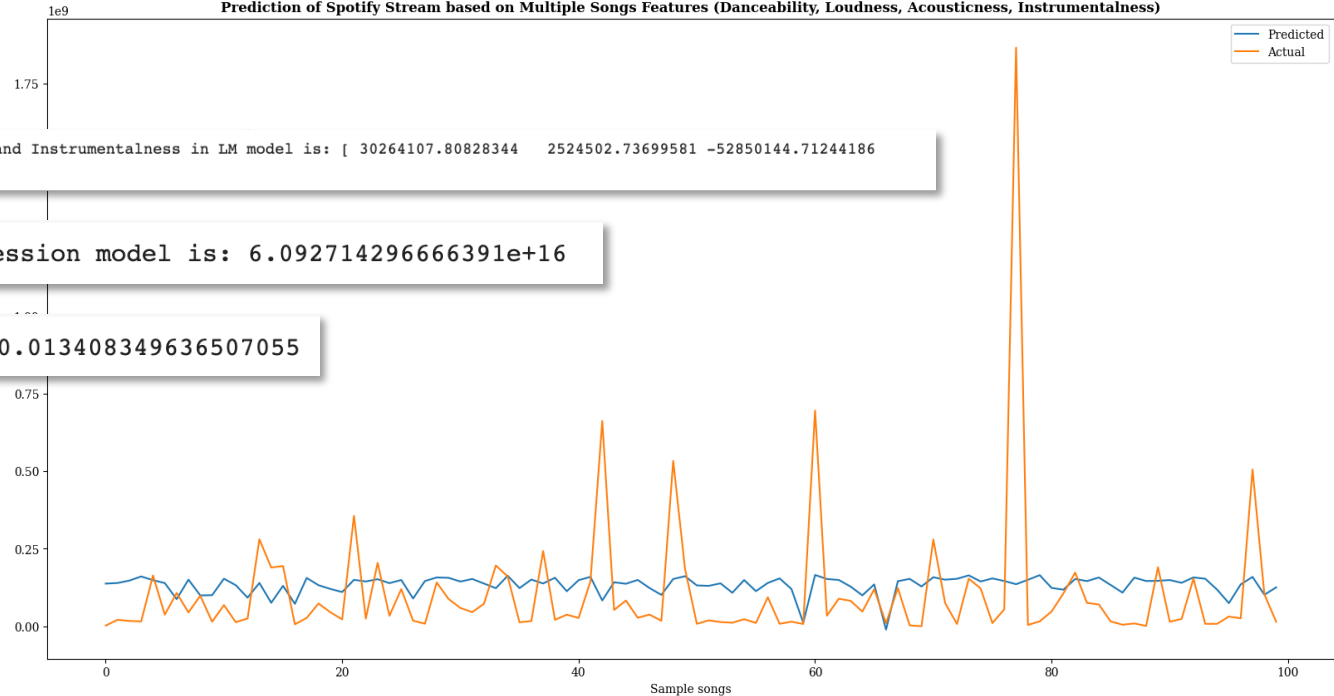 Prediction of Spotify Stream based on Multiple Songs Features (Danceability, Loudness, Acousticness, Instrumentalness)
1e9
Predicted
Actual
1.75
and Instrumentalness in LM model is: [ 30264107.80828344 2524502.73699581 -52850144.71244186
ession model is: 6.092714296666391e+16
0.013408349636507055
0.75
0.50
0.25
0.00
0 20 40 60 80 100
Sample songs